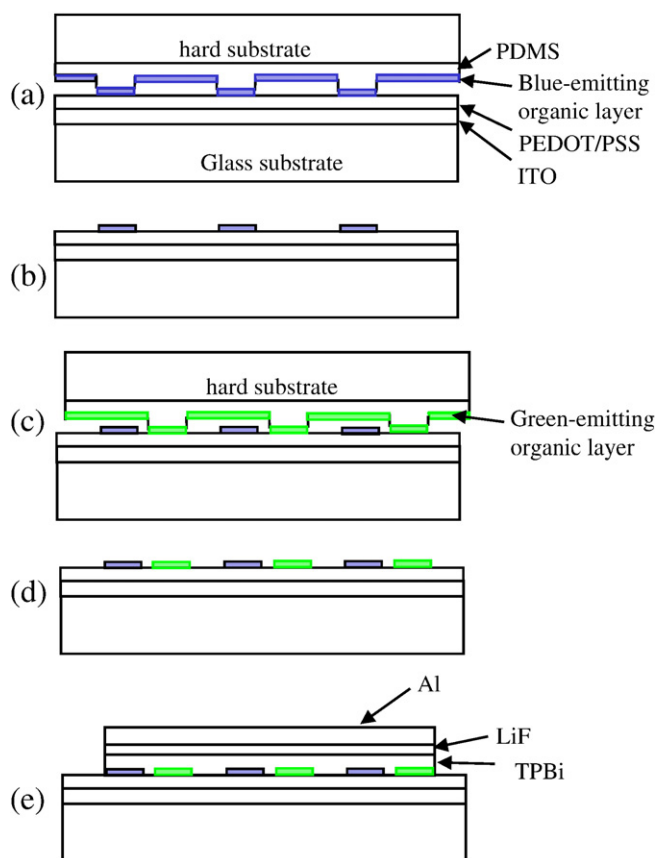 hard substrate
PDMS
(a)
Blue-emitting
organic layer
PEDOT/PSS
Glass substrate
ITO
(b)
hard substrate
(c)
Green-emitting
organic layer
(d)
Al
LiF
TPBi
(e)